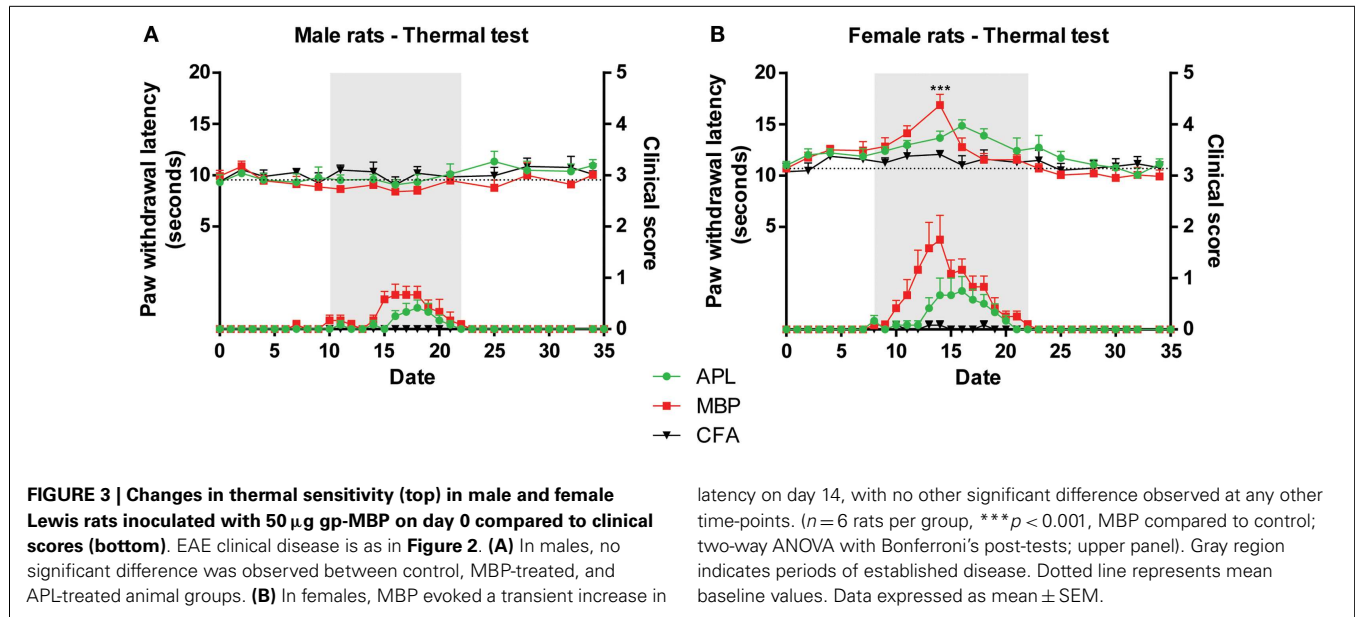 A
Male rats - Thermal test
Paw withdrawal latency
(seconds)
20
15
10
5
5
4
3
2
1
0
Clinical score
0 5 10 15 20 25 30 35
Date
B
Female rats - Thermal test
***
Paw withdrawal latency
(seconds)
20
15
10
5
5
4
3
2
1
0
Clinical score
0 5 10 15 20 25 30 35
Date
APL
MBP
CFA
FIGURE 3 | Changes in thermal sensitivity (top) in male and female
Lewis rats inoculated with 50 μg gp-MBP on day 0 compared to clinical
scores (bottom). EAE clinical disease is as in Figure 2. (A) In males, no
significant difference was observed between control, MBP-treated, and
APL-treated animal groups. (B) In females, MBP evoked a transient increase in
latency on day 14, with no other significant difference observed at any other
time-points. (n = 6 rats per group, ***p < 0.001, MBP compared to control;
two-way ANOVA with Bonferroni's post-tests; upper panel). Gray region
indicates periods of established disease. Dotted line represents mean
baseline values. Data expressed as mean ± SEM.